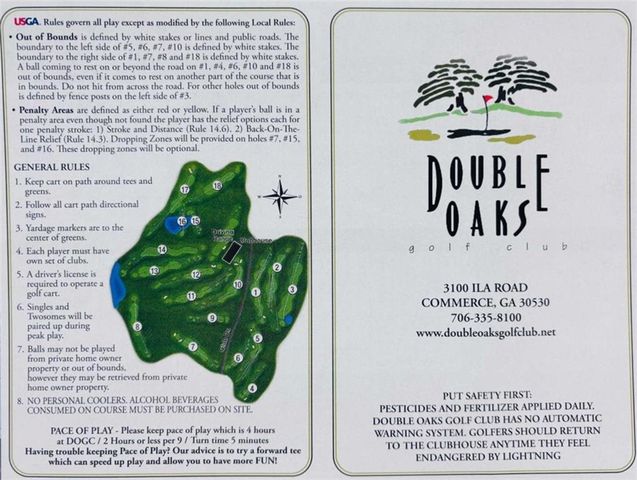 USGA. Rules govern all play except as modified by the following Local Rules:
• Out of Bounds is defined by white stakes or lines and public roads. The
boundary to the left side of #5, #6, #7, #10 is defined by white stakes. The
boundary to the right side of #1, #7, #8 and #18 is defined by white stakes.
A ball coming to rest on or beyond the road on #1, #4, #6, #10 and #18 is
out of bounds, even if it comes to rest on another part of the course that is
in bounds. Do not hit from across the road. For other holes out of bounds
is defined by fence posts on the left side of #3.
• Penalty Areas are defined as either red or yellow. If a player's ball is in a
penalty area even though not found the player has the relief options each for
one penalty stroke: 1) Stroke and Distance (Rule 14.6). 2) Back-On-The-
Line Relief (Rule 14.3). Dropping Zones will be provided on holes #7, #15,
and #16. These dropping zones will be optional.
GENERAL RULES
1. Keep cart on path around tees and
greens.
2. Follow all cart path directional
signs.
3. Yardage markers are to the
center of greens.
4. Each player must have
own set of clubs.
5. A driver's license is
required to operate a
golf cart.
6. Singles and
Twosomes will be
paired up during
peak play.
7. Balls may not be played
from private home owner
property or out of bounds,
however they may be retrieved from private
home owner property.
8. NO PERSONAL COOLERS. ALCOHOL BEVERAGES
CONSUMED ON COURSE MUST BE PURCHASED ON SITE.
PACE OF PLAY - Please keep pace of play which is 4 hours
at DOGC / 2 Hours or less per 9 / Turn time 5 minutes
Having trouble keeping Pace of Play? Our advice is to try a forward tee
which can speed up play and allow you to have more FUN!
17
18
16
15
Driving
14
13
12
11
10
9
1
2
3
8
7
6
5
4
DOUBLE
OAKS
golf club
3100 ILA ROAD
COMMERCE, GA 30530
706-335-8100
www.doubleoaksgolfclub.net
PUT SAFETY FIRST:
PESTICIDES AND FERTILIZER APPLIED DAILY.
DOUBLE OAKS GOLF CLUB HAS NO AUTOMATIC
WARNING SYSTEM. GOLFERS SHOULD RETURN
TO THE CLUBHOUSE ANYTIME THEY FEEL
ENDANGERED BY LIGHTNING